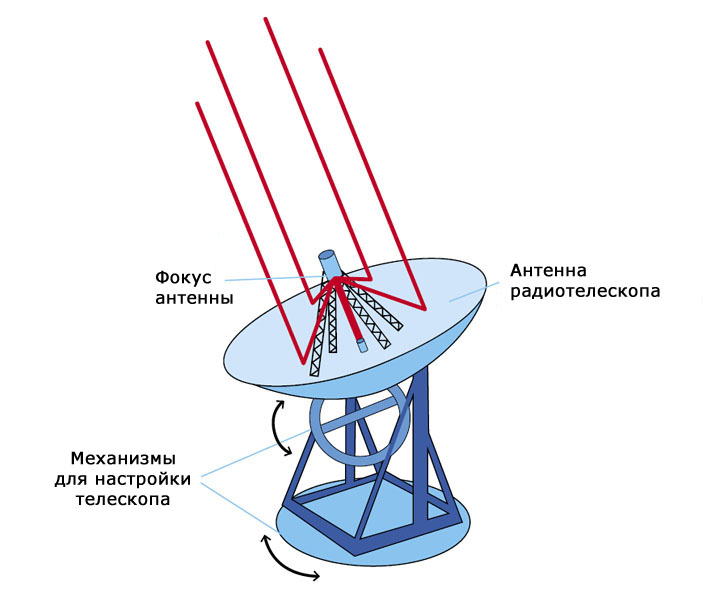 Фокус
антенны
Антенна
радиотелескопа
Механизмы
для настройки
телескопа